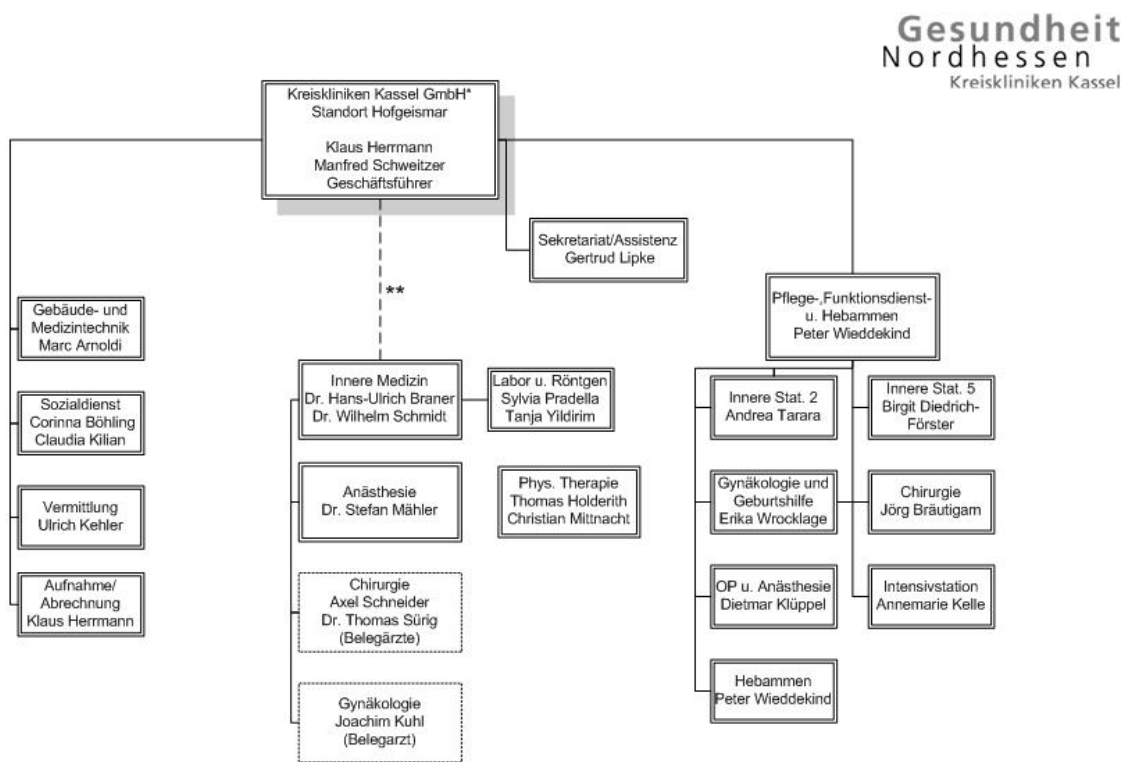 Gesundheit
Nordhessen
Kreiskliniken Kassel
Kreiskliniken Kassel GmbH*
Standort Hofgeismar
Klaus Herrmann
Manfred Schweitzer
Geschäftsführer
Sekretariat/Assistenz
Gertrud Lipke
**
Gebäude- und
Medizintechnik
Marc Arnoldi
Sozialdienst
Corinna Böhling
Claudia Kilian
Vermittlung
Ulrich Kehler
Aufnahme/
Abrechnung
Klaus Herrmann
Innere Medizin
Dr. Hans-Ulrich Braner
Dr. Wilhelm Schmidt
Labor u. Röntgen
Sylvia Pradella
Tanja Yildirim
Anästhesie
Dr. Stefan Mähler
Phys. Therapie
Thomas Holderith
Christian Mittnacht
Chirurgie
Axel Schneider
Dr. Thomas Sürig
(Belegärzte)
Gynäkologie
Joachim Kuhl
(Belegarzt)
Pflege-,Funktionsdienst-
u. Hebammen
Peter Wieddekind
Innere Stat. 2
Andrea Tarara
Innere Stat. 5
Birgit Diedrich-
Förster
Gynäkologie und
Geburtshilfe
Erika Wrocklage
Chirurgie
Jörg Bräutigam
OP u. Anästhesie
Dietmar Klüppel
Intensivstation
Annemarie Kelle
Hebammen
Peter Wieddekind